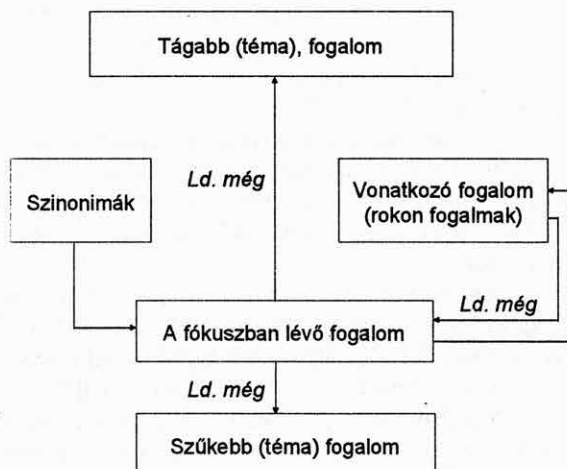 Tágabb (téma), fogalom
Ld. még
Szinonimák
Vonatkozó fogalom
(rokon fogalmak)
Ld. még
A fókuszban lévő fogalom
Ld. még
Szűkebb (téma) fogalom